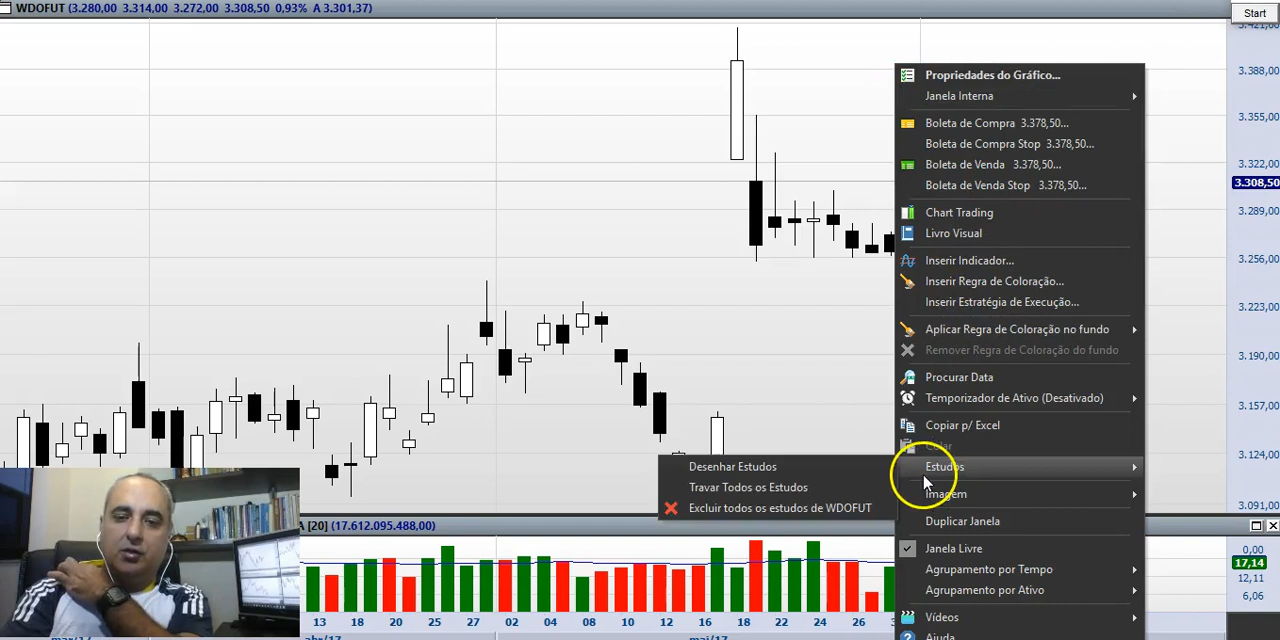 WDOFUT (3.280,00 3.314,00 3.272,00 3.308,50 0,93% A 3.301,37)
Start
3.421,00
3.388,00
3.355,00
3.322,00
3.308,50
3.289,00
3.256,00
3.223,00
3.190,00
3.157,00
3.124,00
3.091,00
Propriedades do Gráfico...
Janela Interna
Boleta de Compra 3.378,50...
Boleta de Compra Stop 3.378,50...
Boleta de Venda 3.378,50...
Boleta de Venda Stop 3.378,50...
Chart Trading
Livro Visual
Inserir Indicador...
Inserir Regra de Coloração...
Inserir Estratégia de Execução...
Aplicar Regra de Coloração no fundo
Remover Regra de Coloração do fundo
Procurar Data
Temporizador de Ativo (Desativado)
Copiar p/ Excel
Colar
Estudos
Imagem
Duplicar Janela
Janela Livre
Agrupamento por Tempo
Agrupamento por Ativo
Vídeos
Ajuda
Desenhar Estudos
Travar Todos os Estudos
Excluir todos os estudos de WDOFUT
A [20] (17.612.095.488,00)
0,00
17,14
12,11
6,06
13 18 20 25 27 02 04 08 10 12 16 18 22 24 26
abr/17
mai/17